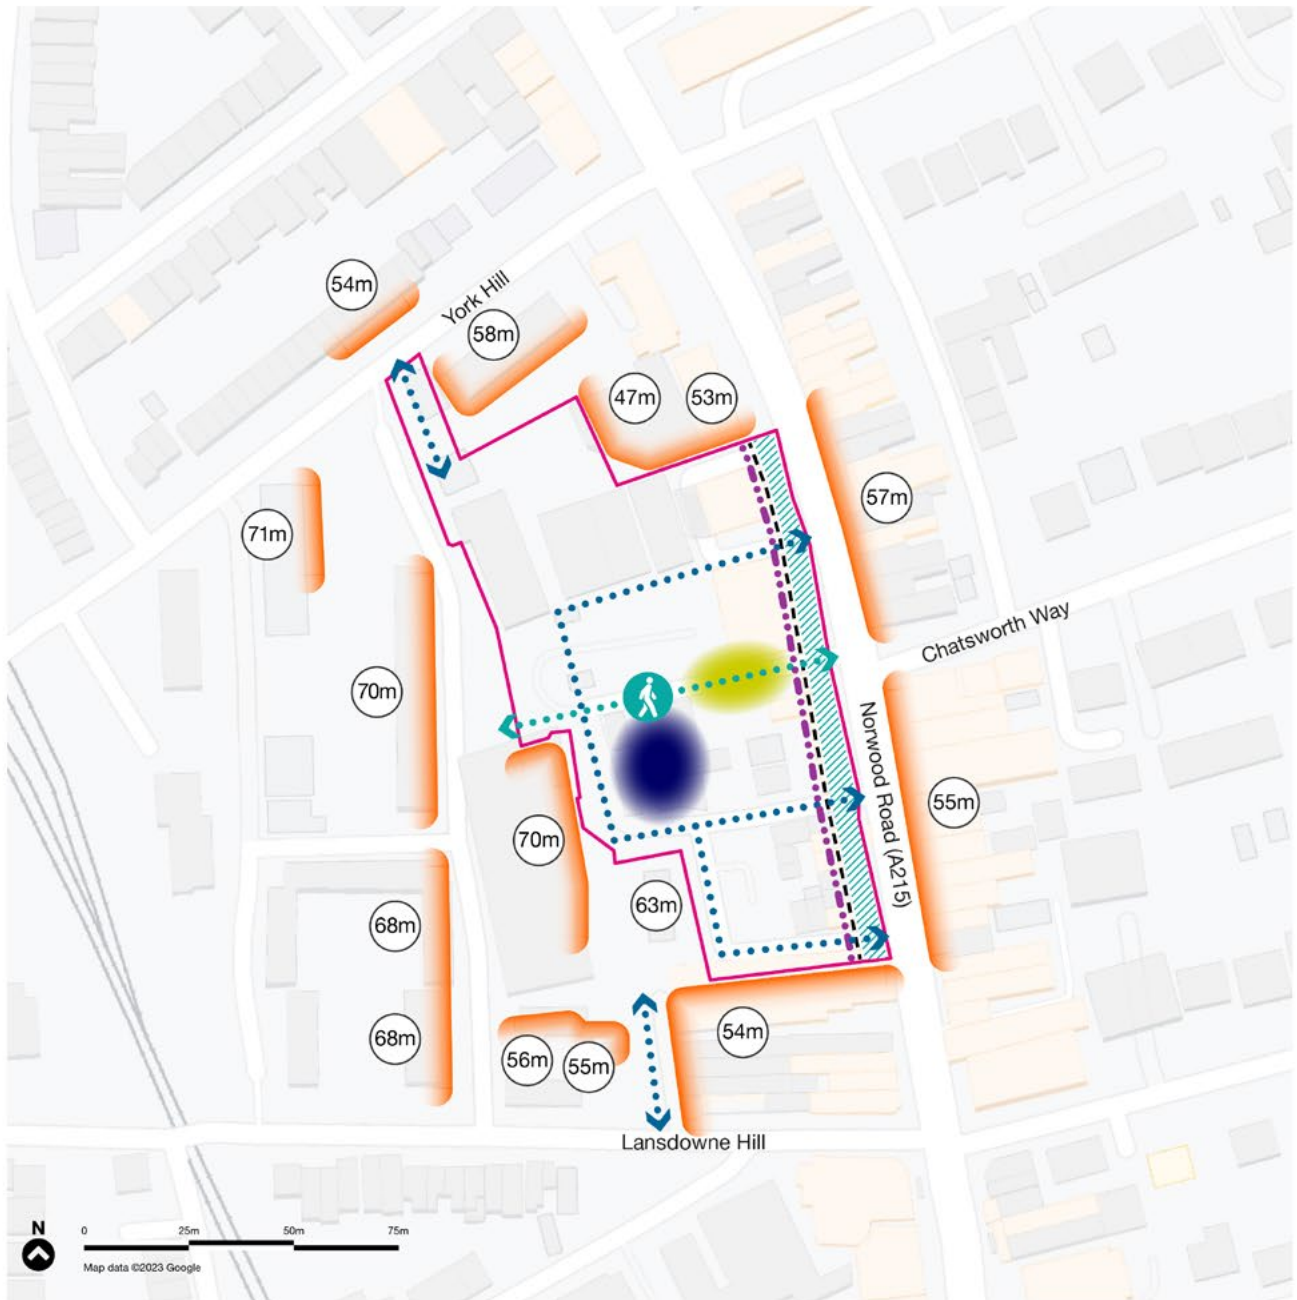 54m
York Hill
58m
47m
53m
57m
71m
Chatsworth Way
70m
Norwood Road (A215)
55m
70m
63m
68m
68m
54m
56m
55m
Lansdowne Hill
N
0 25m 50m 75m
Map data ©2023 Google